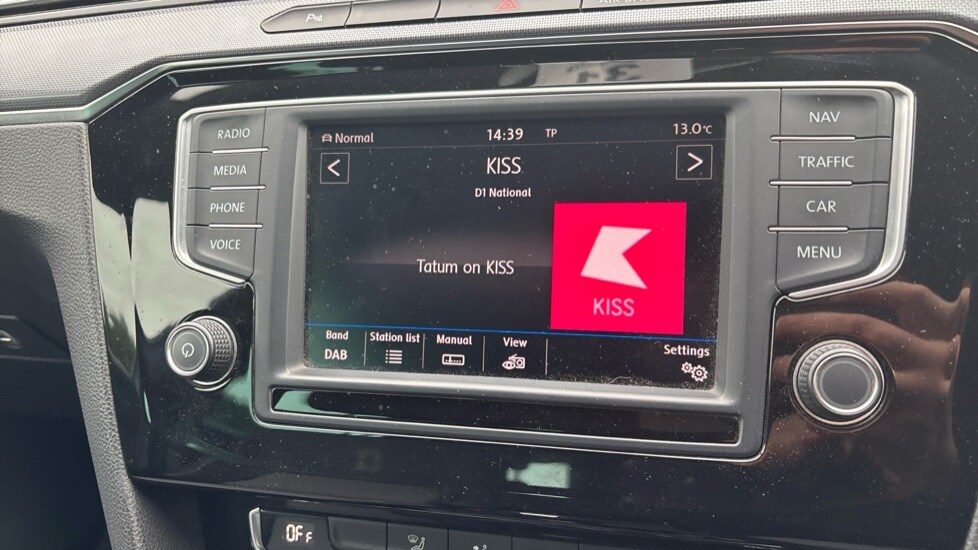 P
AIR
RADIO
MEDIA
PHONE
VOICE
Normal 14:39 TP 13.0°C
< KISS >
D1 National
Tatum on KISS
KISS
Band Station list Manual View
DAB
Settings
NAV
TRAFFIC
CAR
MENU
OFF